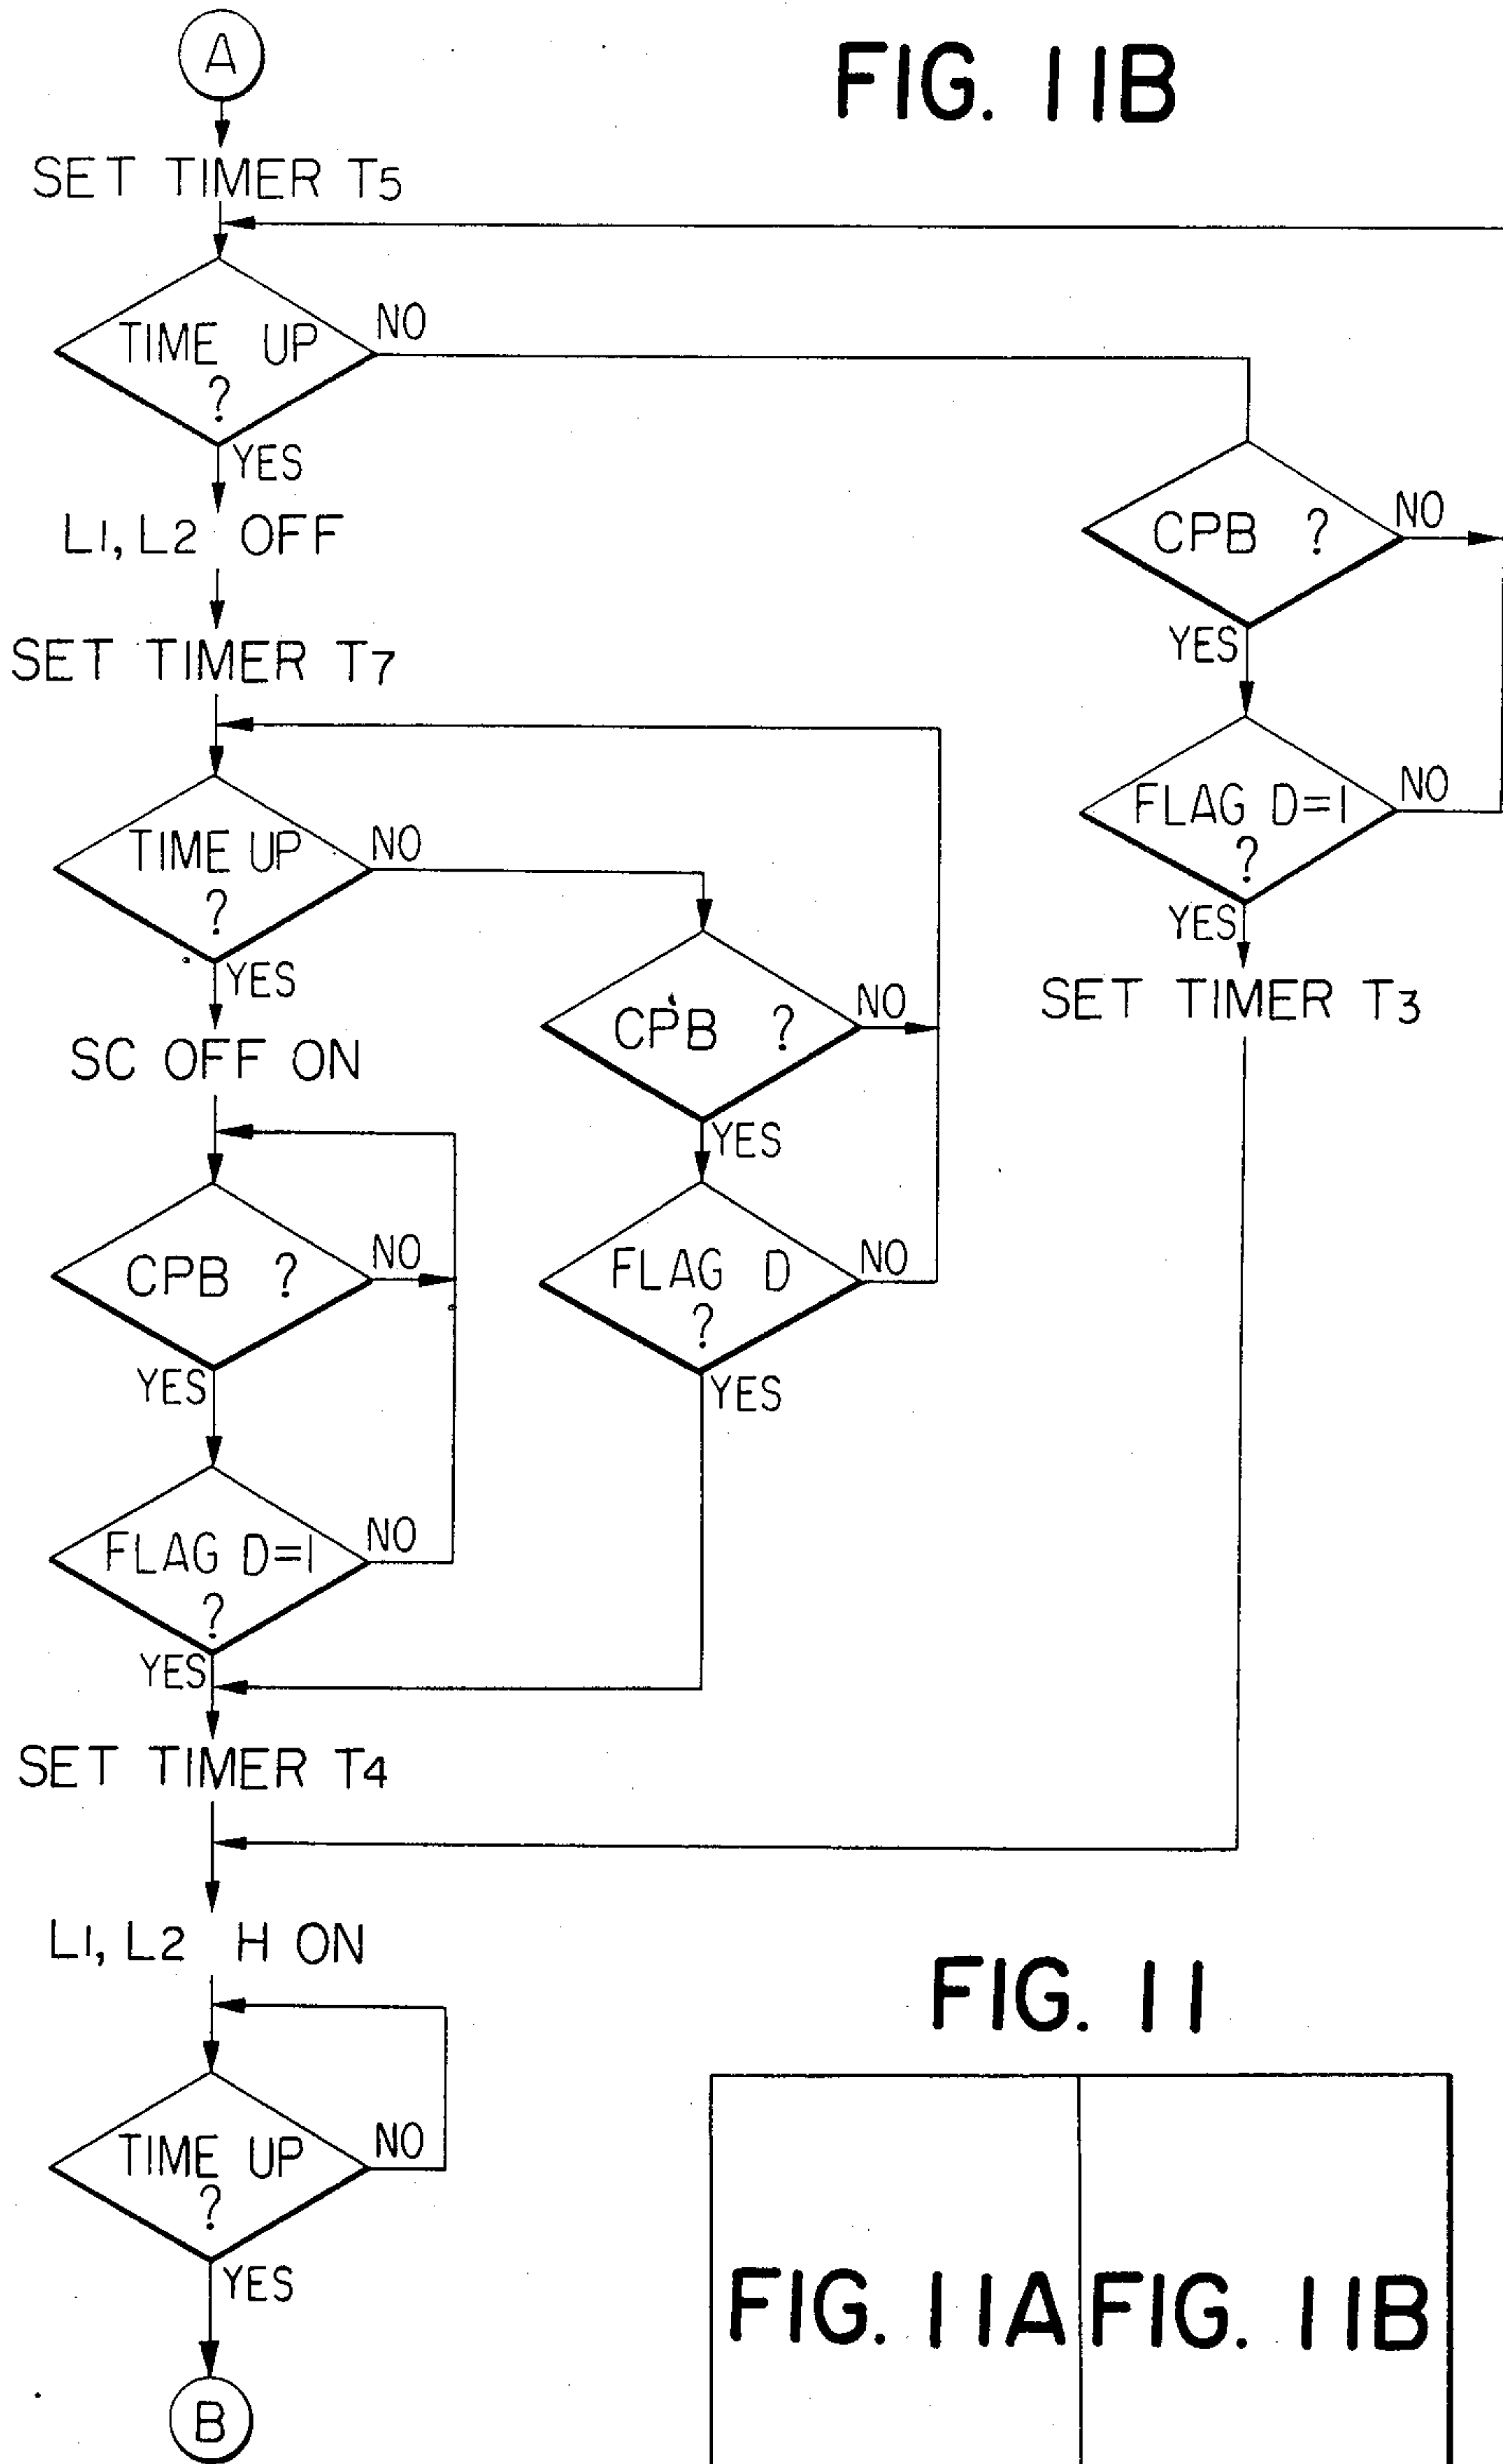 A
FIG. 11B
SET TIMER T5
TIME UP
?
NO
YES
L1, L2 OFF
CPB ?
NO
YES
SET TIMER T7
FLAG D=1
?
NO
YES
SET TIMER T3
TIME UP
?
NO
YES
CPB ?
NO
YES
SC OFF ON
FLAG D
?
NO
YES
CPB ?
NO
YES
FLAG D=1
?
NO
YES
SET TIMER T4
L1, L2 H ON
TIME UP
?
NO
YES
B
FIG. 11
FIG. 11A
FIG. 11B